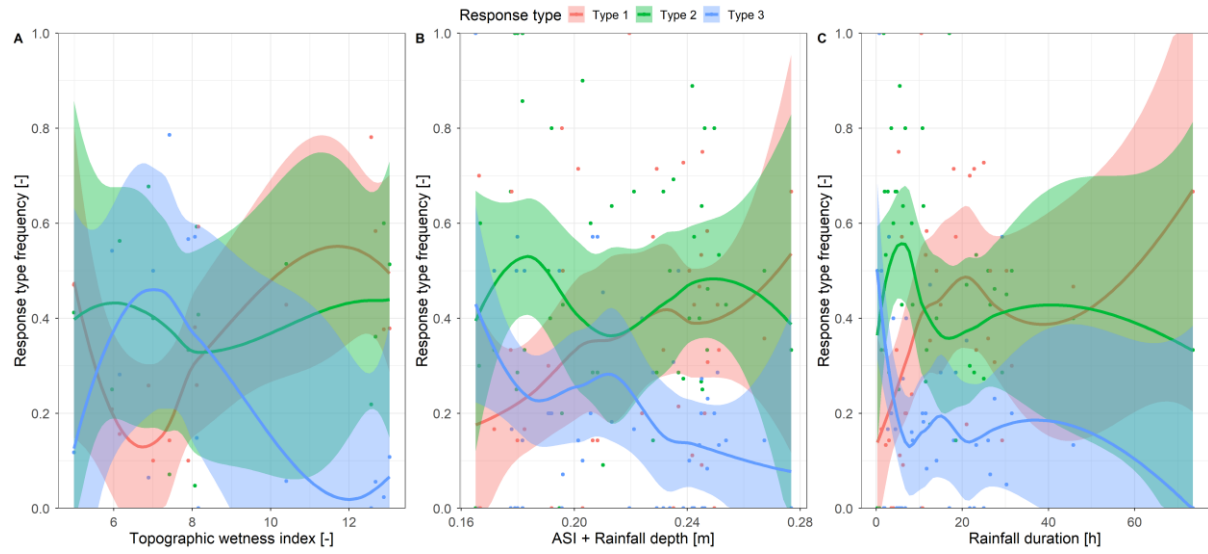 Response type Type 1 Type 2 Type 3
A
B
C
1.0
0.8
0.6
0.4
0.2
0.0
Response type frequency [-]
6 8 10 12
Topographic wetness index [-]
1.0
0.8
0.6
0.4
0.2
0.0
Response type frequency [-]
0.16 0.20 0.24 0.28
ASI + Rainfall depth [m]
1.0
0.8
0.6
0.4
0.2
0.0
Response type frequency [-]
0 20 40 60
Rainfall duration [h]